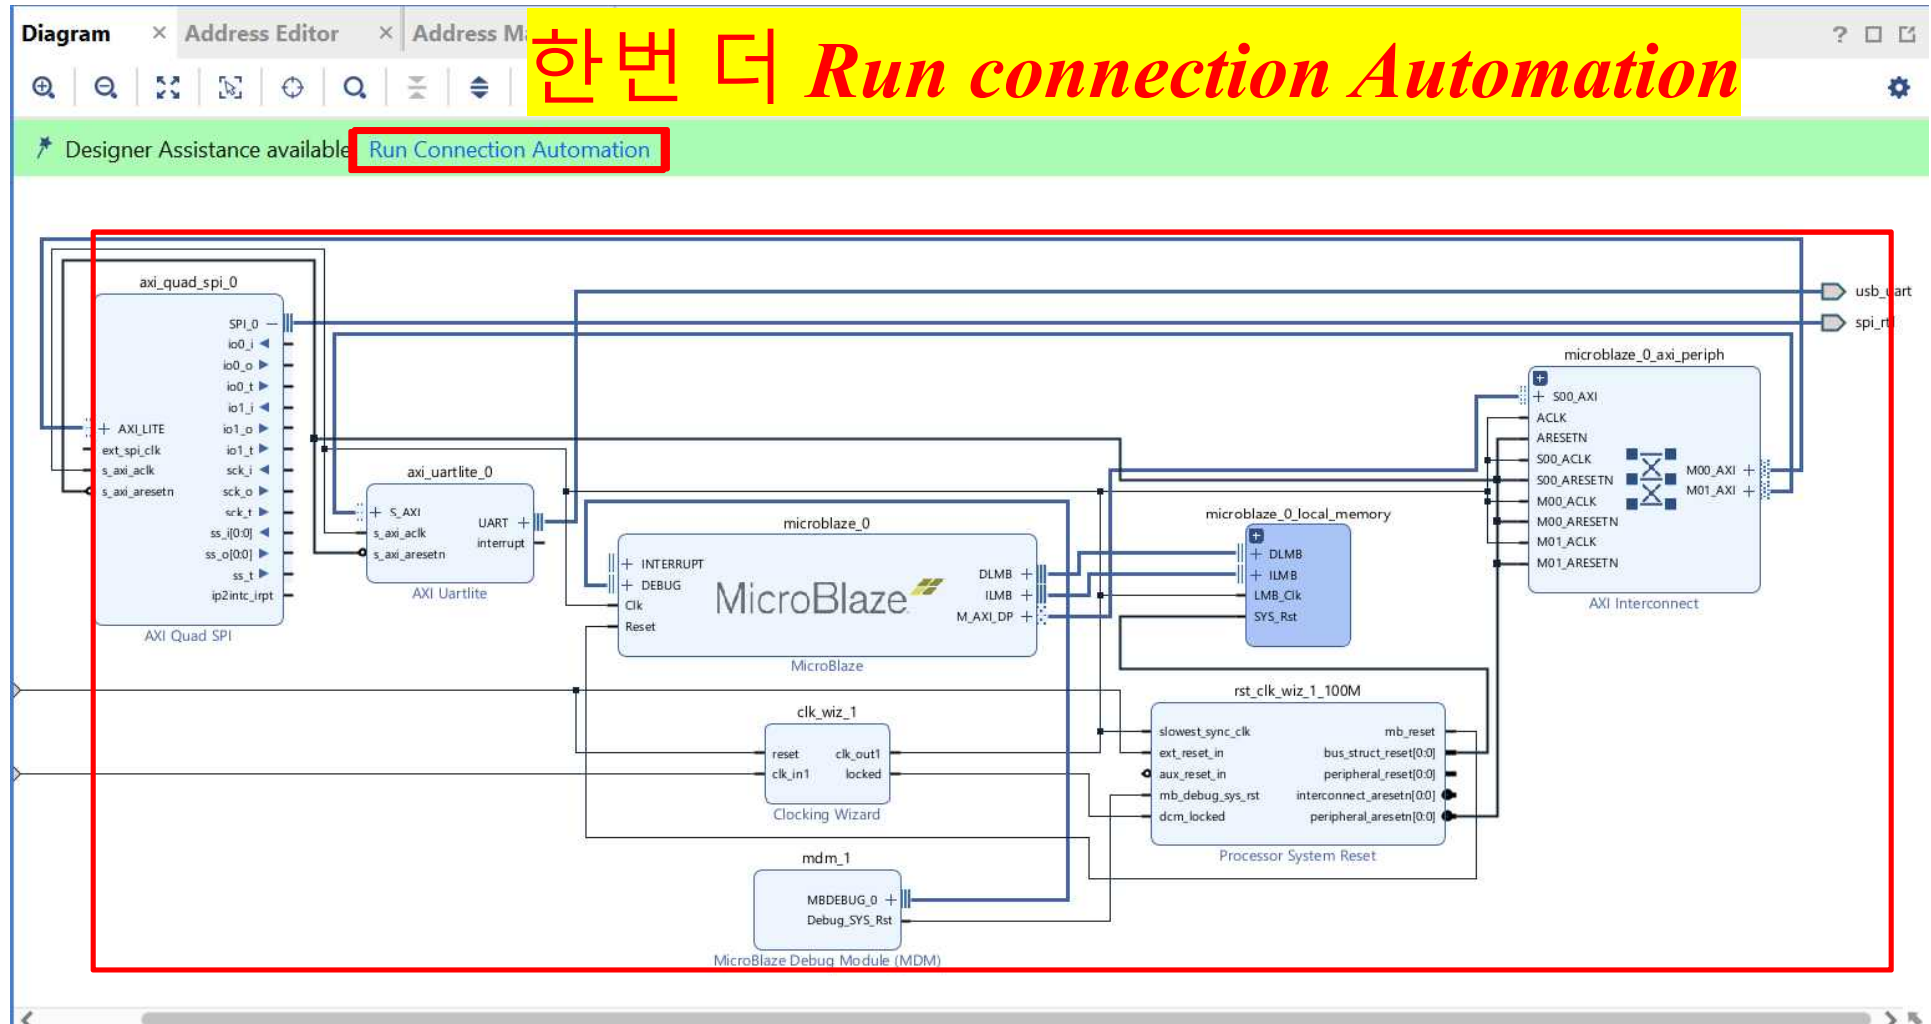 Diagram × Address Editor × Address Ma
한번 더 Run connection Automation
Designer Assistance available Run Connection Automation
axi_quad_spi_0
SPI_0
io0_i
io0_o
io0_t
io1_i
AXI_LITE io1_o
ext_spi_clk io1_t
s_axi_aclk sck_i
s_axi_aresetn sck_o
sck_t
ss_i[0:0]
ss_o[0:0]
ss_t
ip2intc_irpt
AXI Quad SPI
axi_uartlite_0
S_AXI UART
s_axi_aclk interrupt
s_axi_aresetn
AXI Uartlite
microblaze_0
INTERRUPT
DEBUG
Clk
Reset
MicroBlaze
DLMB
ILMB
M_AXI_DP
MicroBlaze
microblaze_0_local_memory
DLMB
ILMB
LMB_Clk
SYS_Rst
usb_uart
spi_rtl
microblaze_0_axi_periph
S00_AXI
ACLK
ARESETN
S00_ACLK
S00_ARESETN
M00_ACLK
M00_ARESETN
M01_ACLK
M01_ARESETN
M00_AXI
M01_AXI
AXI Interconnect
clk_wiz_1
reset clk_out1
clk_in1 locked
Clocking Wizard
rst_clk_wiz_1_100M
slowest_sync_clk mb_reset
ext_reset_in bus_struct_reset[0:0]
aux_reset_in peripheral_reset[0:0]
mb_debug_sys_rst interconnect_aresetn[0:0]
dcm_locked peripheral_aresetn[0:0]
Processor System Reset
mdm_1
MBDEBUG_0
Debug_SYS_Rst
MicroBlaze Debug Module (MDM)